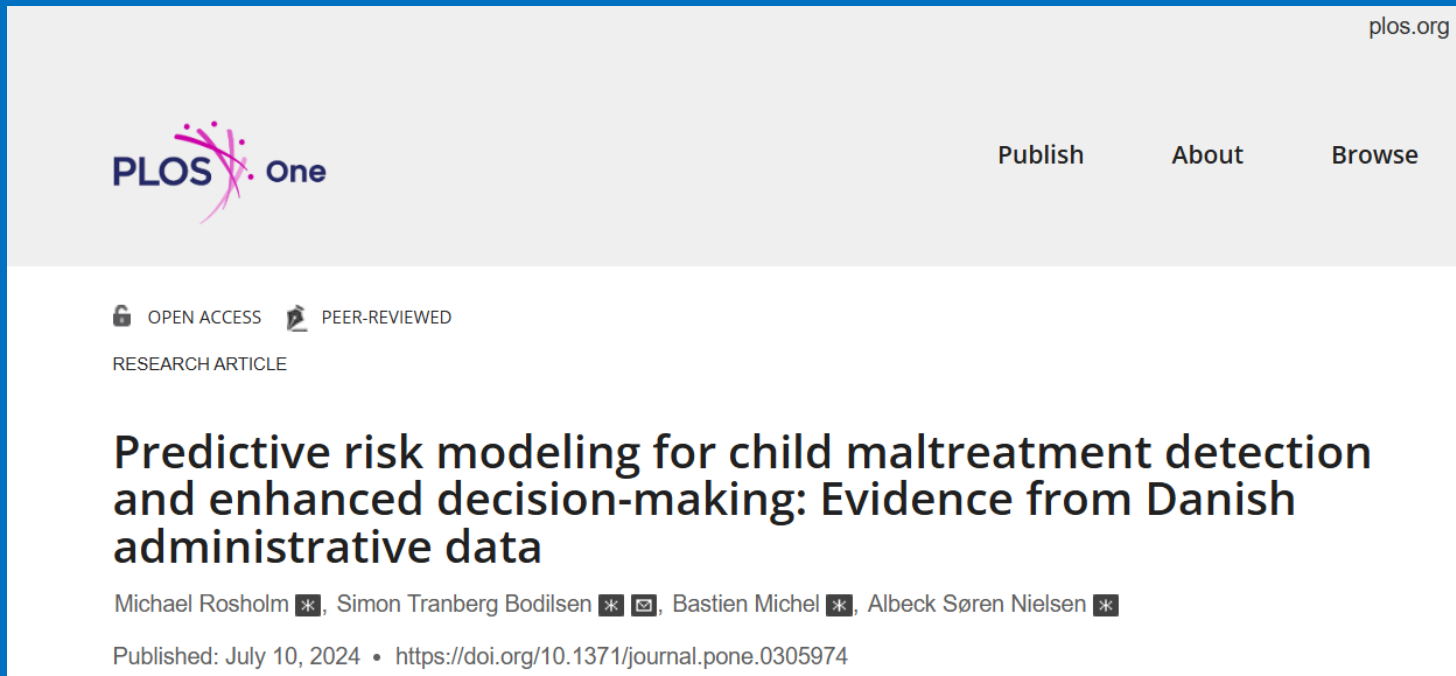 plos.org
PLOS One
Publish About Browse
OPEN ACCESS PEER-REVIEWED
RESEARCH ARTICLE
Predictive risk modeling for child maltreatment detection
and enhanced decision-making: Evidence from Danish
administrative data
Michael Rosholm, Simon Tranberg Bodilsen, Bastien Michel, Albeck Søren Nielsen
Published: July 10, 2024 • https://doi.org/10.1371/journal.pone.0305974